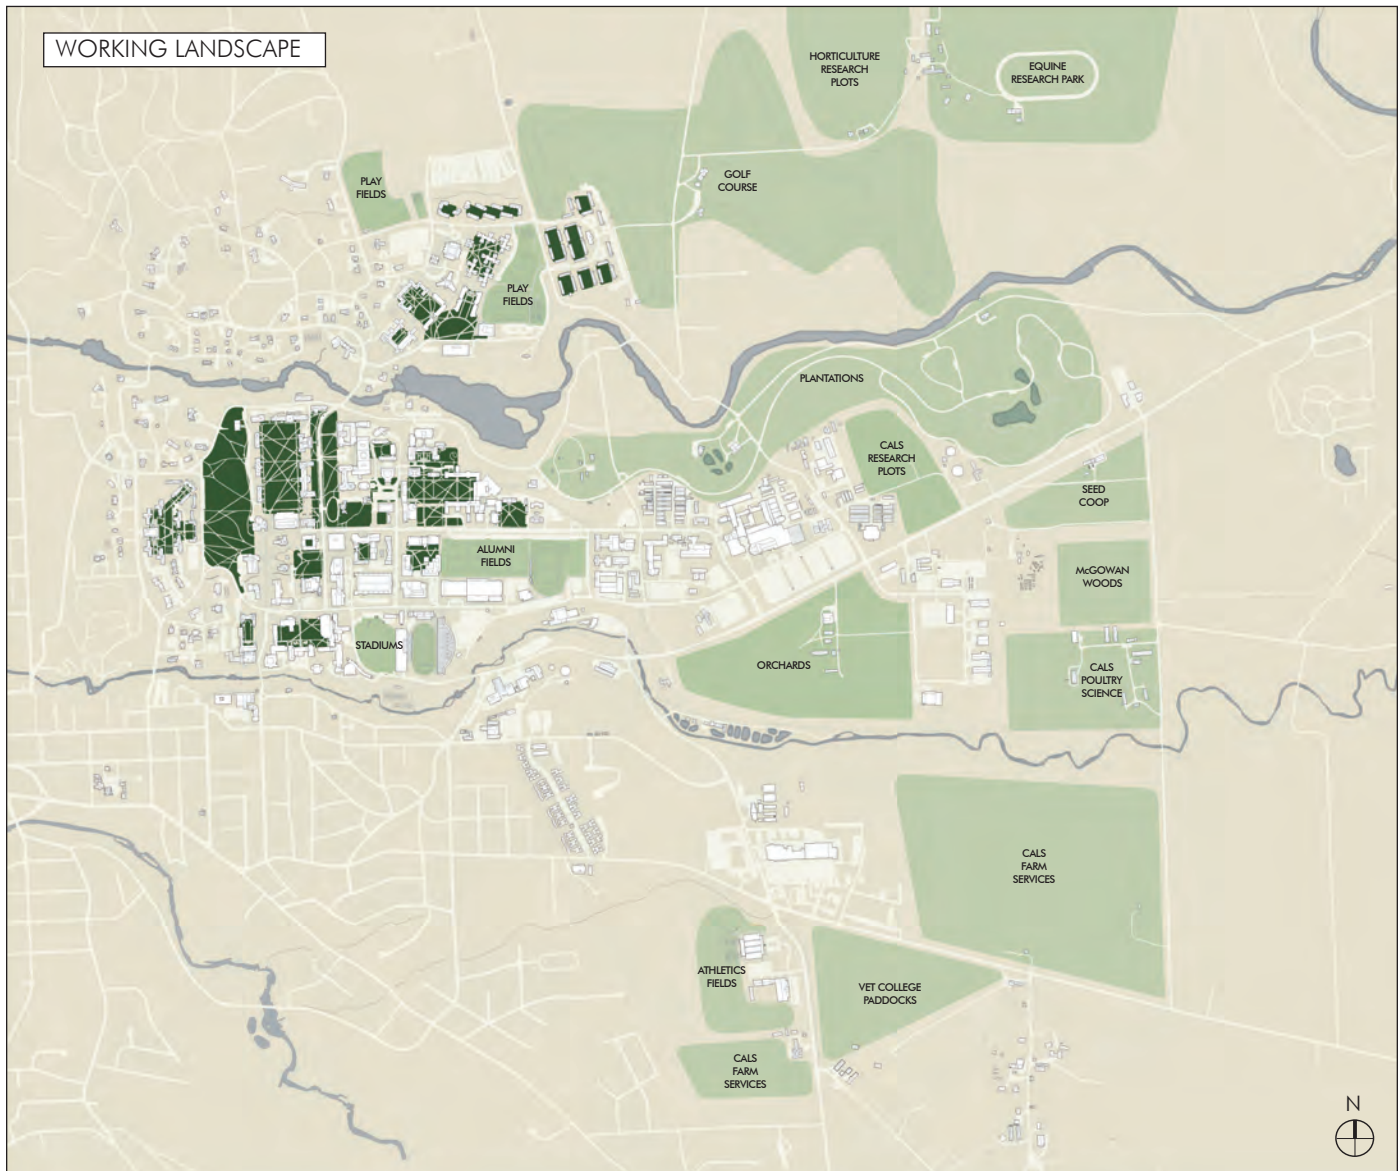 WORKING LANDSCAPE
HORTICULTURE
RESEARCH
PLOTS
EQUINE
RESEARCH PARK
PLAY
FIELDS
GOLF
COURSE
PLAY
FIELDS
PLANTATIONS
CALS
RESEARCH
PLOTS
SEED
COOP
ALUMNI
FIELDS
McGOWAN
WOODS
STADIUMS
ORCHARDS
CALS
POULTRY
SCIENCE
CALS
FARM
SERVICES
ATHLETICS
FIELDS
VET COLLEGE
PADDOCKS
CALS
FARM
SERVICES
N